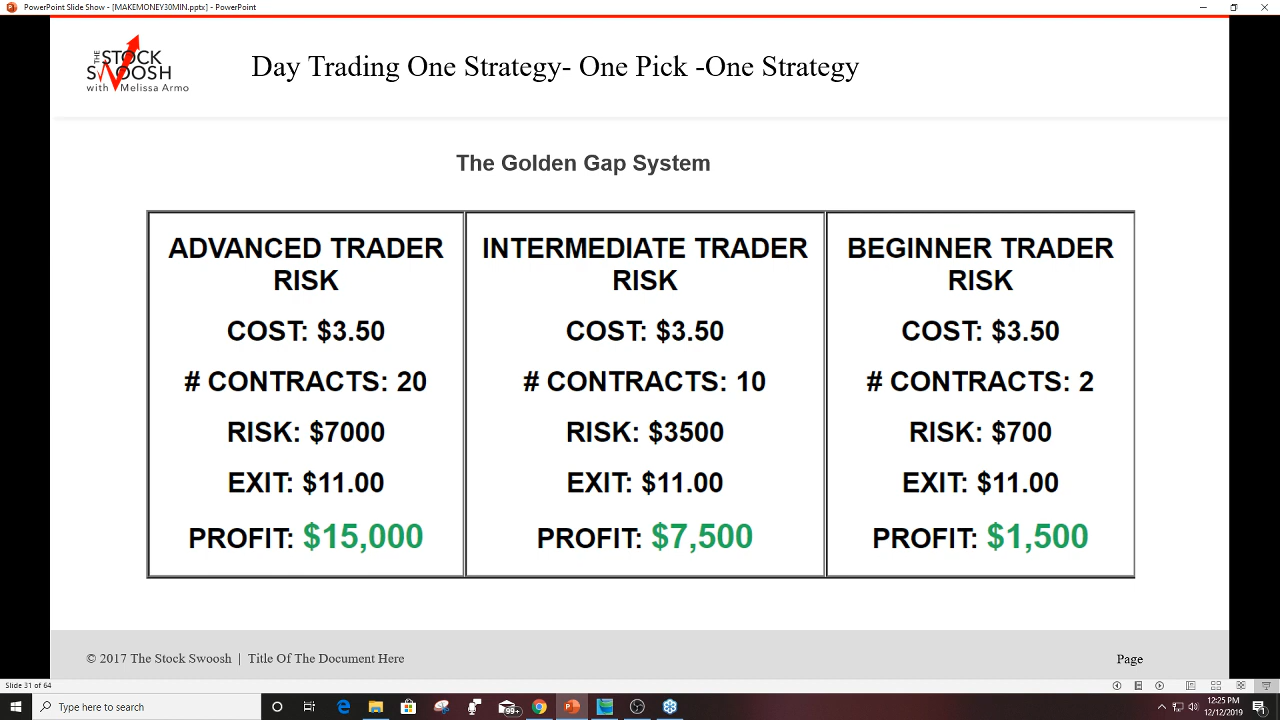 PowerPoint Slide Show - [MAKEMONEY30MIN.pptx] - PowerPoint
THE STOCK
SWOOSH
with Melissa Armo
Day Trading One Strategy- One Pick -One Strategy
The Golden Gap System
ADVANCED TRADER
RISK
COST: $3.50
# CONTRACTS: 20
RISK: $7000
EXIT: $11.00
PROFIT: $15,000
INTERMEDIATE TRADER
RISK
COST: $3.50
# CONTRACTS: 10
RISK: $3500
EXIT: $11.00
PROFIT: $7,500
BEGINNER TRADER
RISK
COST: $3.50
# CONTRACTS: 2
RISK: $700
EXIT: $11.00
PROFIT: $1,500
© 2017 The Stock Swoosh | Title Of The Document Here
Page
Slide 31 of 64
Type here to search
99+
12:25 PM
12/12/2019
1